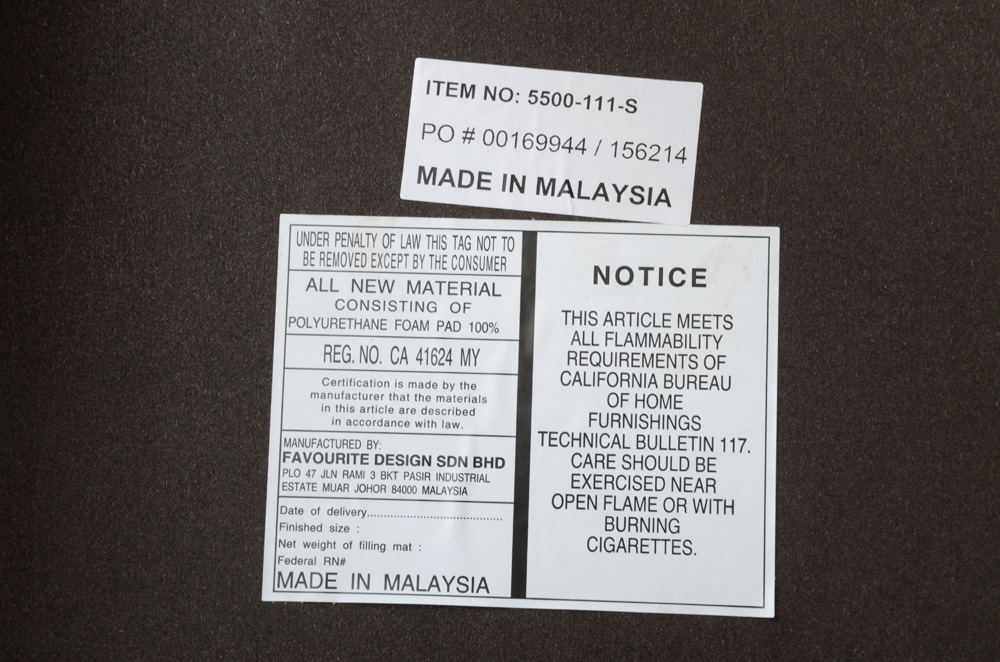 ITEM NO: 5500-111-S
PO # 00169944 / 156214
MADE IN MALAYSIA
UNDER PENALTY OF LAW THIS TAG NOT TO
BE REMOVED EXCEPT BY THE CONSUMER
ALL NEW MATERIAL
CONSISTING OF
POLYURETHANE FOAM PAD 100%
REG. NO. CA 41624 MY
Certification is made by the
manufacturer that the materials
in this article are described
in accordance with law.
MANUFACTURED BY:
FAVOURITE DESIGN SDN BHD
PLO 47 JLN RAMI 3 BKT PASIR INDUSTRIAL
ESTATE MUAR JOHOR 84000 MALAYSIA
Date of delivery....................................
Finished size :
Net weight of filling mat :
Federal RN#
MADE IN MALAYSIA
NOTICE
THIS ARTICLE MEETS
ALL FLAMMABILITY
REQUIREMENTS OF
CALIFORNIA BUREAU
OF HOME
FURNISHINGS
TECHNICAL BULLETIN 117.
CARE SHOULD BE
EXERCISED NEAR
OPEN FLAME OR WITH
BURNING
CIGARETTES.